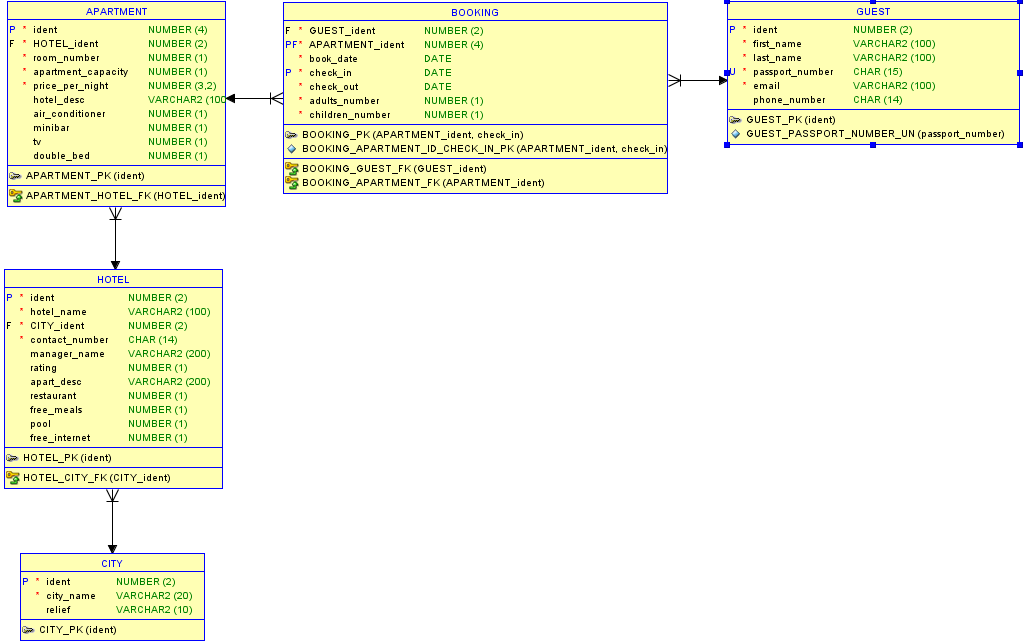 APARTMENT
P * ident NUMBER (4)
F * HOTEL_ident NUMBER (2)
* room_number NUMBER (1)
* apartment_capacity NUMBER (1)
* price_per_night NUMBER (3,2)
hotel_desc VARCHAR2 (100
air_conditioner NUMBER (1)
minibar NUMBER (1)
tv NUMBER (1)
double_bed NUMBER (1)
APARTMENT_PK (ident)
APARTMENT_HOTEL_FK (HOTEL_ident)
BOOKING
F * GUEST_ident NUMBER (2)
PF * APARTMENT_ident NUMBER (4)
* book_date DATE
P * check_in DATE
* check_out DATE
* adults_number NUMBER (1)
* children_number NUMBER (1)
BOOKING_PK (APARTMENT_ident, check_in)
BOOKING_APARTMENT_ID_CHECK_IN_PK (APARTMENT_ident, check_in)
BOOKING_GUEST_FK (GUEST_ident)
BOOKING_APARTMENT_FK (APARTMENT_ident)
GUEST
P * ident NUMBER (2)
* first_name VARCHAR2 (100)
* last_name VARCHAR2 (100)
U * passport_number CHAR (15)
* email VARCHAR2 (100)
phone_number CHAR (14)
GUEST_PK (ident)
GUEST_PASSPORT_NUMBER_UN (passport_number)
HOTEL
P * ident NUMBER (2)
* hotel_name VARCHAR2 (100)
F * CITY_ident NUMBER (2)
* contact_number CHAR (14)
manager_name VARCHAR2 (200)
rating NUMBER (1)
apart_desc VARCHAR2 (200)
restaurant NUMBER (1)
free_meals NUMBER (1)
pool NUMBER (1)
free_internet NUMBER (1)
HOTEL_PK (ident)
HOTEL_CITY_FK (CITY_ident)
CITY
P * ident NUMBER (2)
* city_name VARCHAR2 (20)
relief VARCHAR2 (10)
CITY_PK (ident)